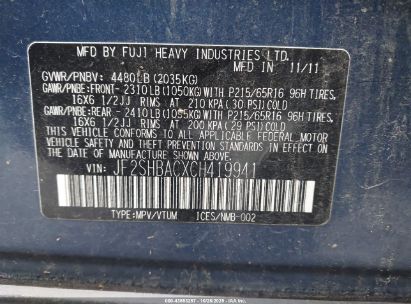 MFD BY FUJI HEAVY INDUSTRIES LTD.
11/11
GVWR/PNBV: 4480LB (2035KG)
GAWR/PNBE:FRONT- 2310LB(1050KG)WITH P215/65R16 96H TIRES,
16X6 1/2JJ RIMS AT 210 KPA(30 PSI)COLD
GAWR/PNBE:REAR - 2410LB(1095KG)WITH P215/65R16 96H TIRES,
16X6 1/2JJ RIMS AT 200 KPA(29 PSI)COLD
THIS VEHICLE CONFORMS TO ALL APPLICABLE FEDERAL MOTOR
VEHICLE SAFETY AND THEFT PREVENTION STANDARDS IN EFFECT
ON THE DATE OF MANUFACTURE SHOWN ABOVE.
VIN: JF2SHBACXCH419941
TYPE:MPV/VTUM ICES/NMB-002